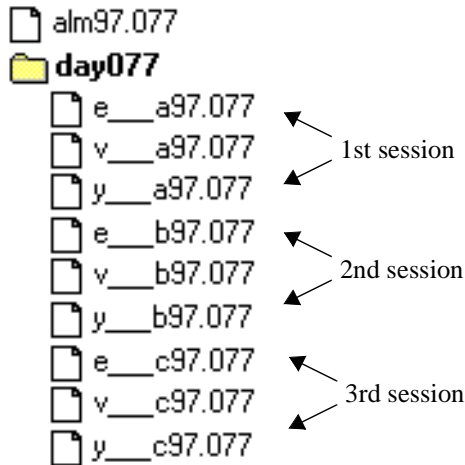 alm97.077
day077
e___a97.077
v___a97.077
1st session
y___a97.077
e___b97.077
v___b97.077
2nd session
y___b97.077
e___c97.077
v___c97.077
3rd session
y___c97.077